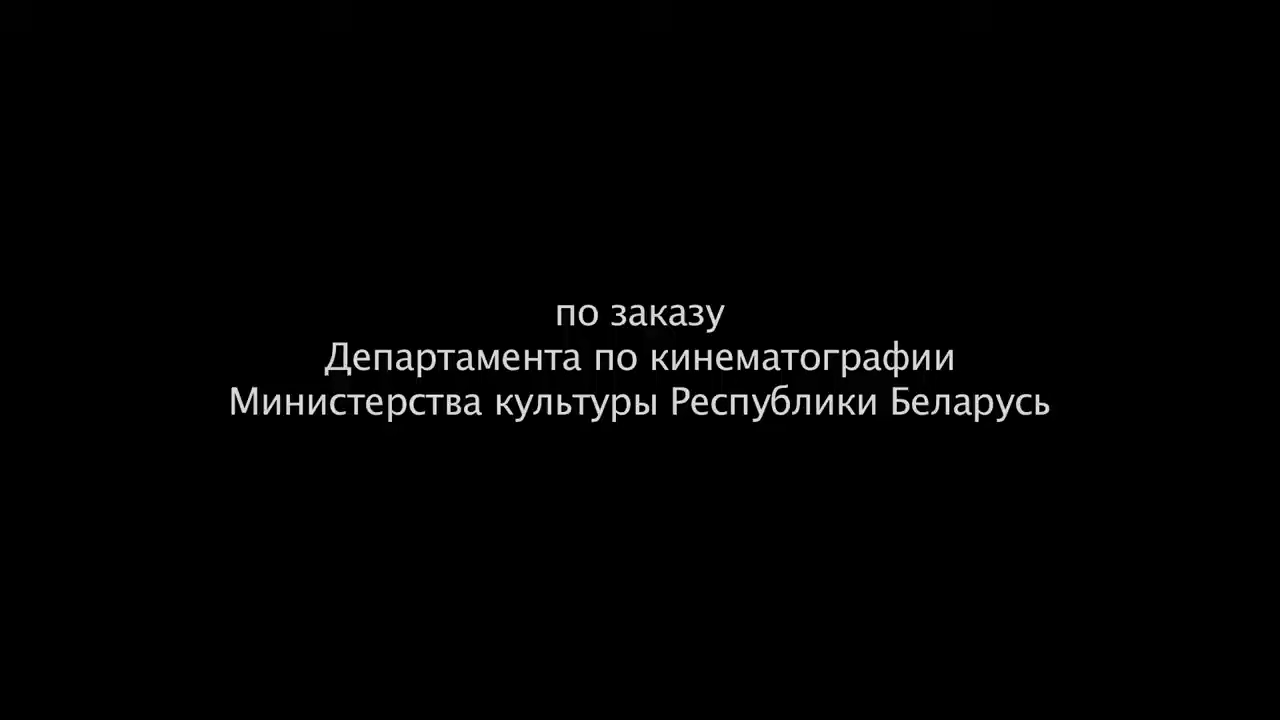 по заказу
Департамента по кинематографии
Министерства культуры Республики Беларусь